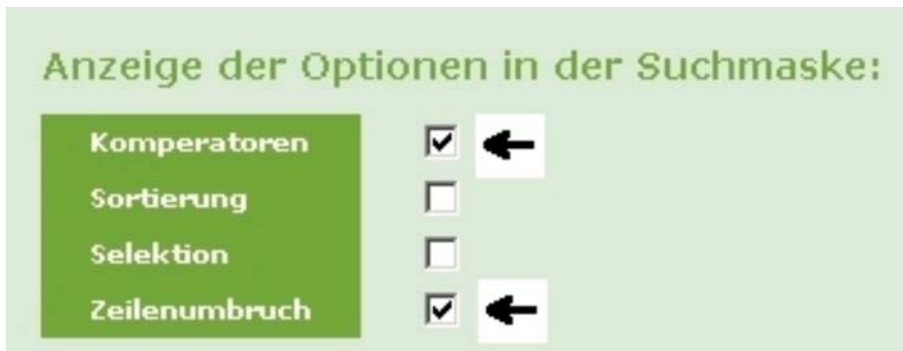 Anzeige der Optionen in der Suchmaske:
Komperatoren
Sortierung
Selektion
Zeilenumbruch